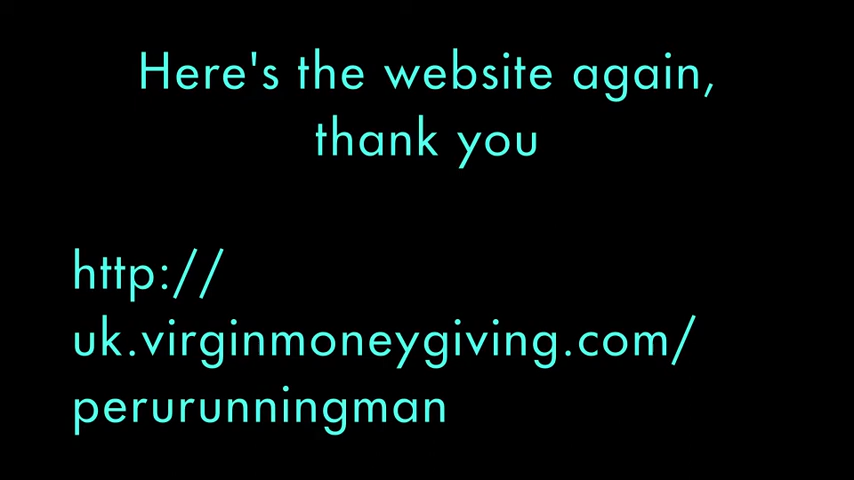 Here's the website again,
thank you
http://
uk.virginmoneygiving.com/
perurunningman